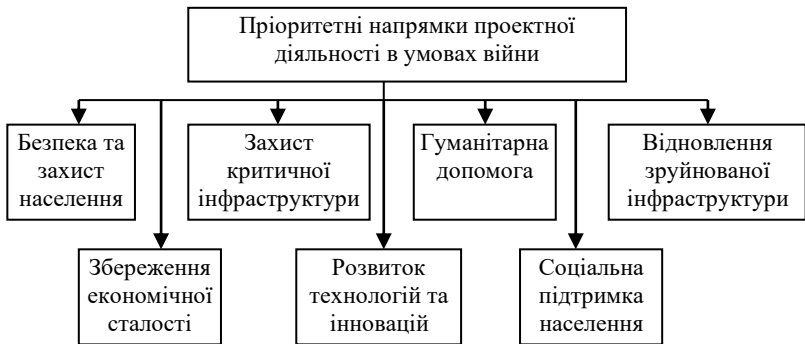 Пріоритетні напрямки проектної
діяльності в умовах війни
Безпека та
захист
населення
Захист
критичної
інфраструктури
Гуманітарна
допомога
Відновлення
зруйнованої
інфраструктури
Збереження
економічної
сталості
Розвиток
технологій та
інновацій
Соціальна
підтримка
населення